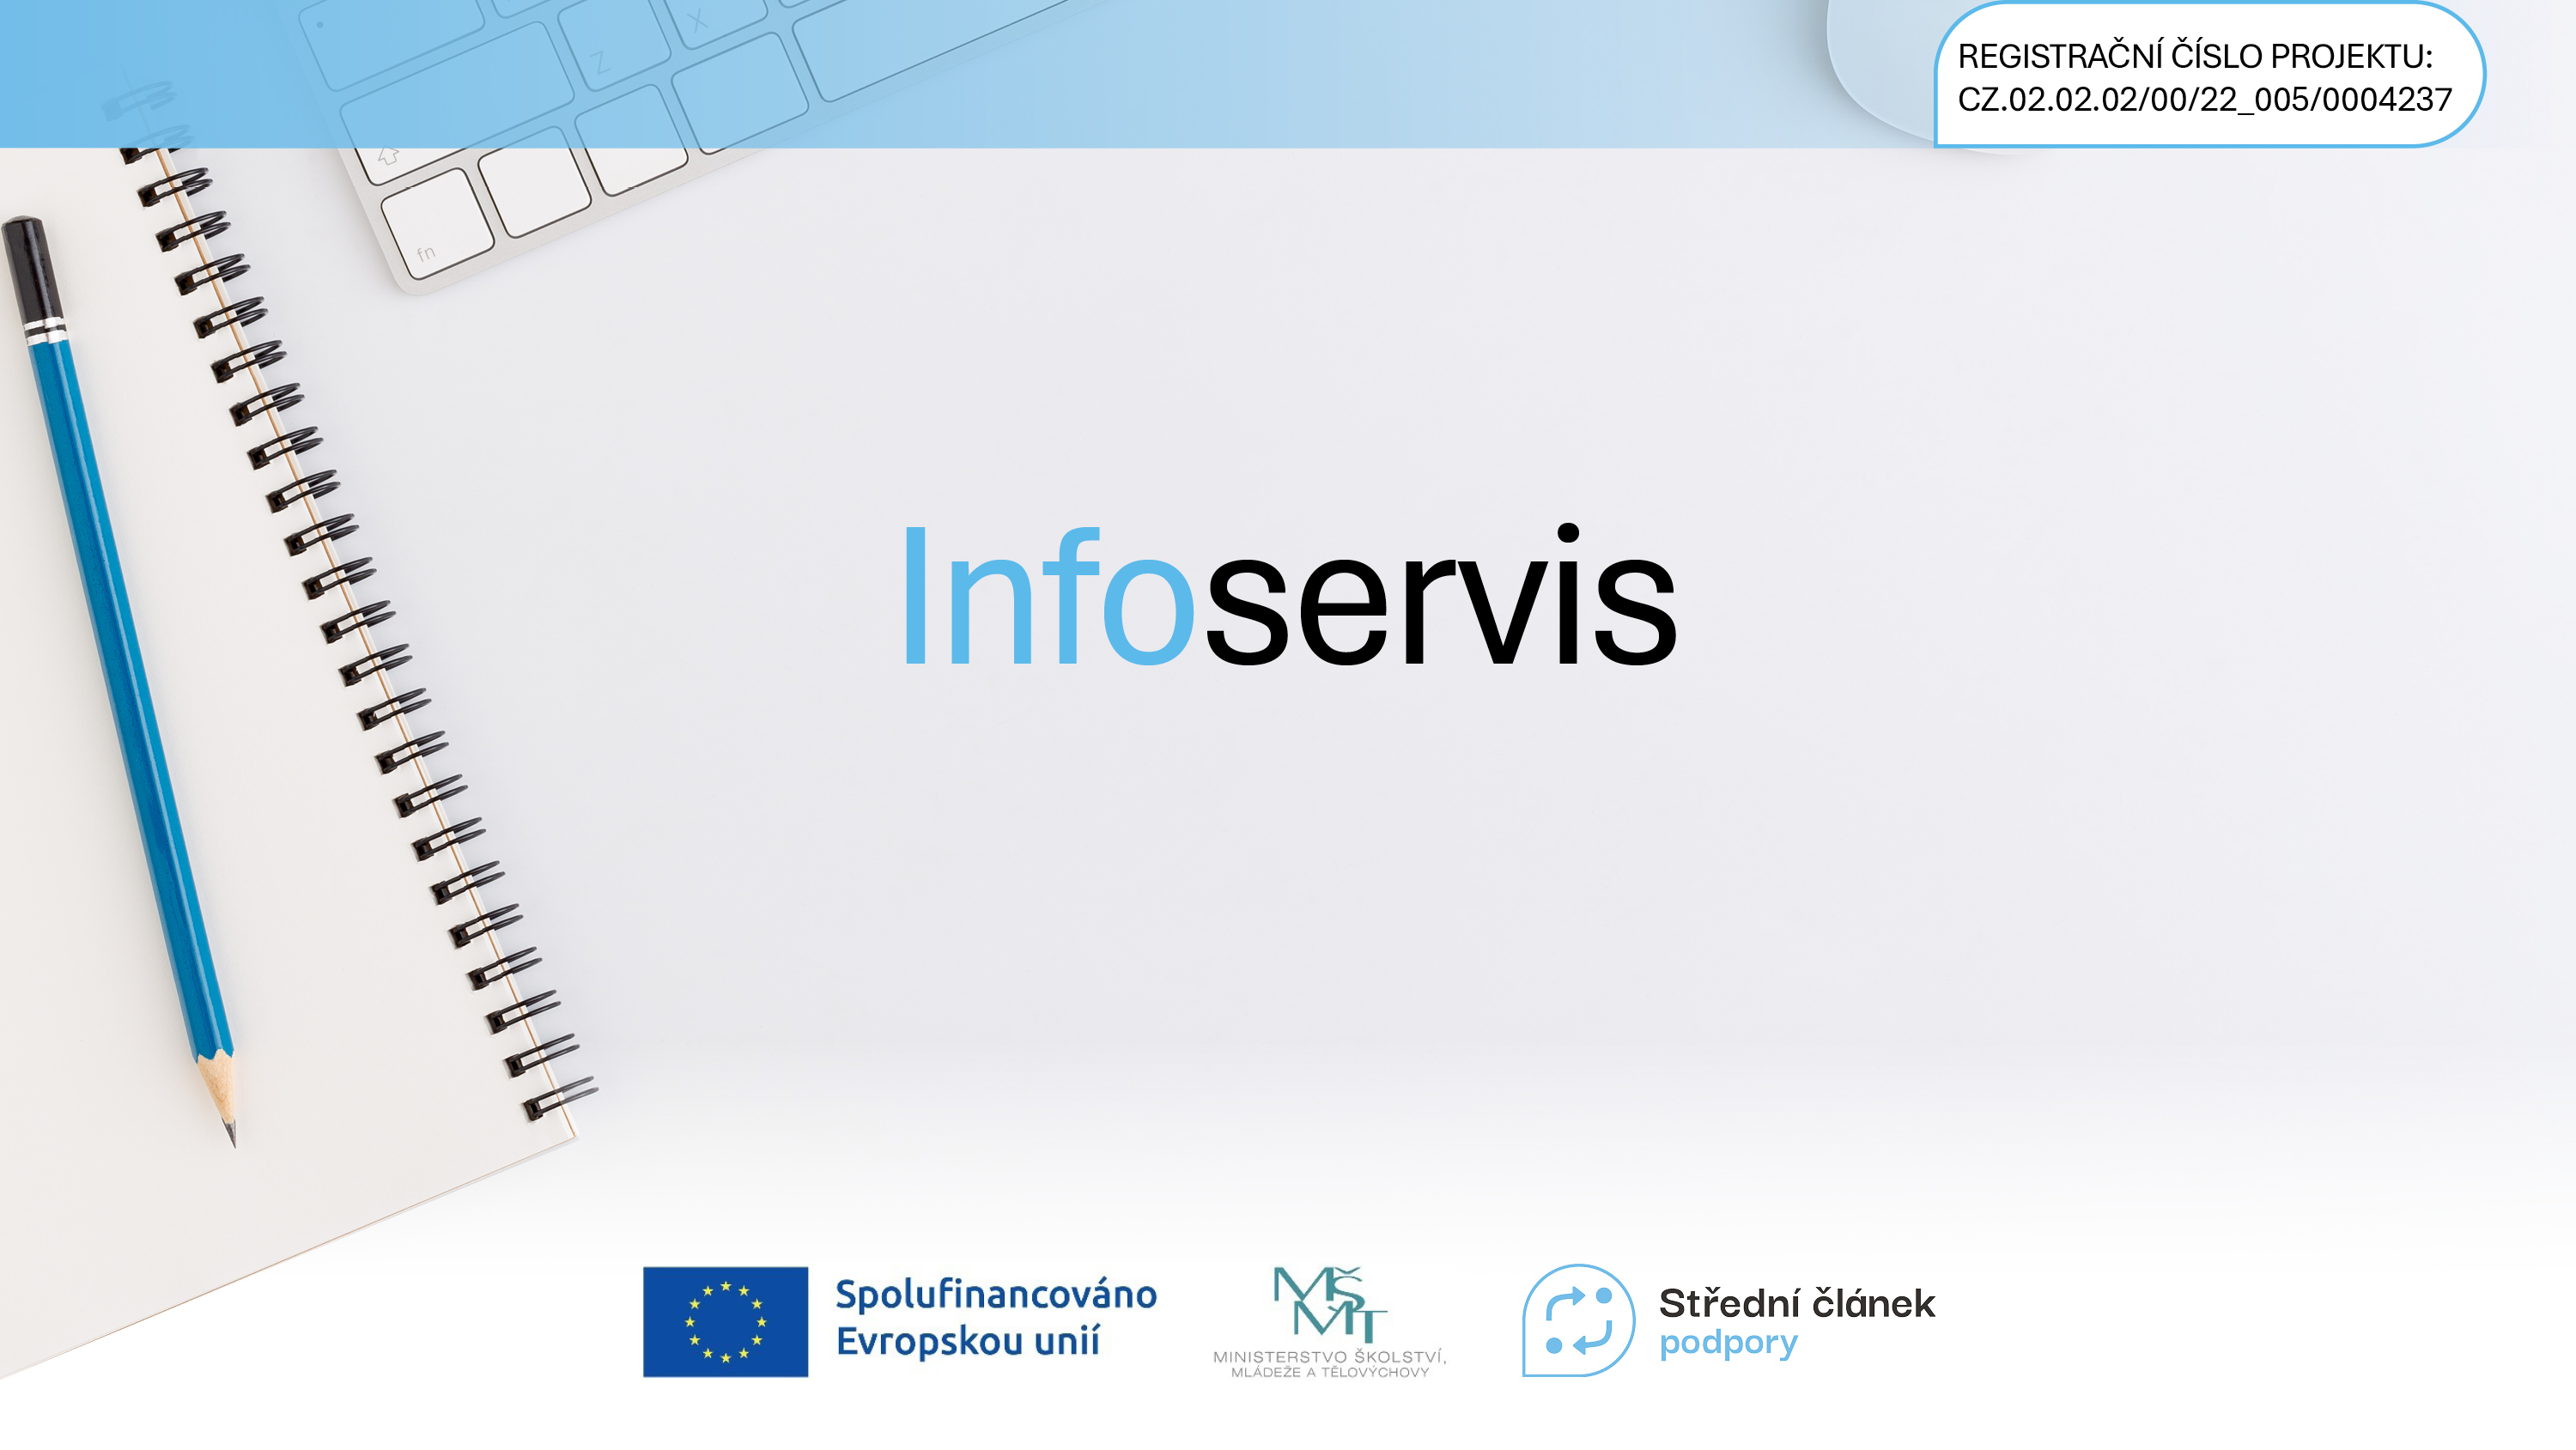 REGISTRAČNÍ ČÍSLO PROJEKTU:
CZ.02.02.02/00/22_005/0004237
Z
X
fn
Infoservis
Spolufinancováno
Evropskou unií
MŠMT
MINISTERSTVO ŠKOLSTVÍ,
MLÁDEŽE A TĚLOVÝCHOVY
Střední článek
podpory